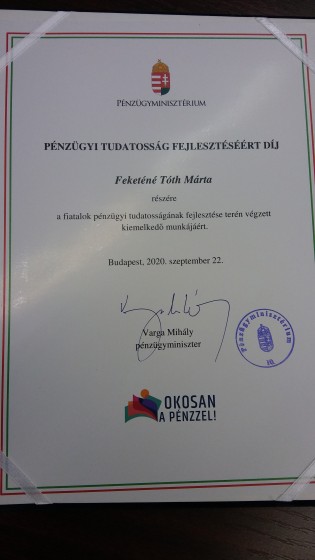 PÉNZÜGYMINISZTÉRIUM
PÉNZÜGYI TUDATOSSÁG FEJLESZTÉSÉÉRT DÍJ
Feketéné Tóth Márta
részére
a fiatalok pénzügyi tudatosságának fejlesztése terén végzett
kiemelkedő munkájáért.
Budapest, 2020. szeptember 22.
Varga Mihály
pénzügyminiszter
Pénzügyminisztérium
OKOSAN
A PÉNZZEL!